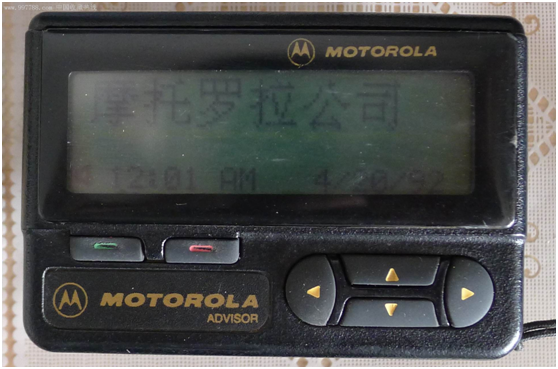 MOTOROLA
摩托罗拉公司
12:01 AM 4/20/92
MOTOROLA
ADVISOR